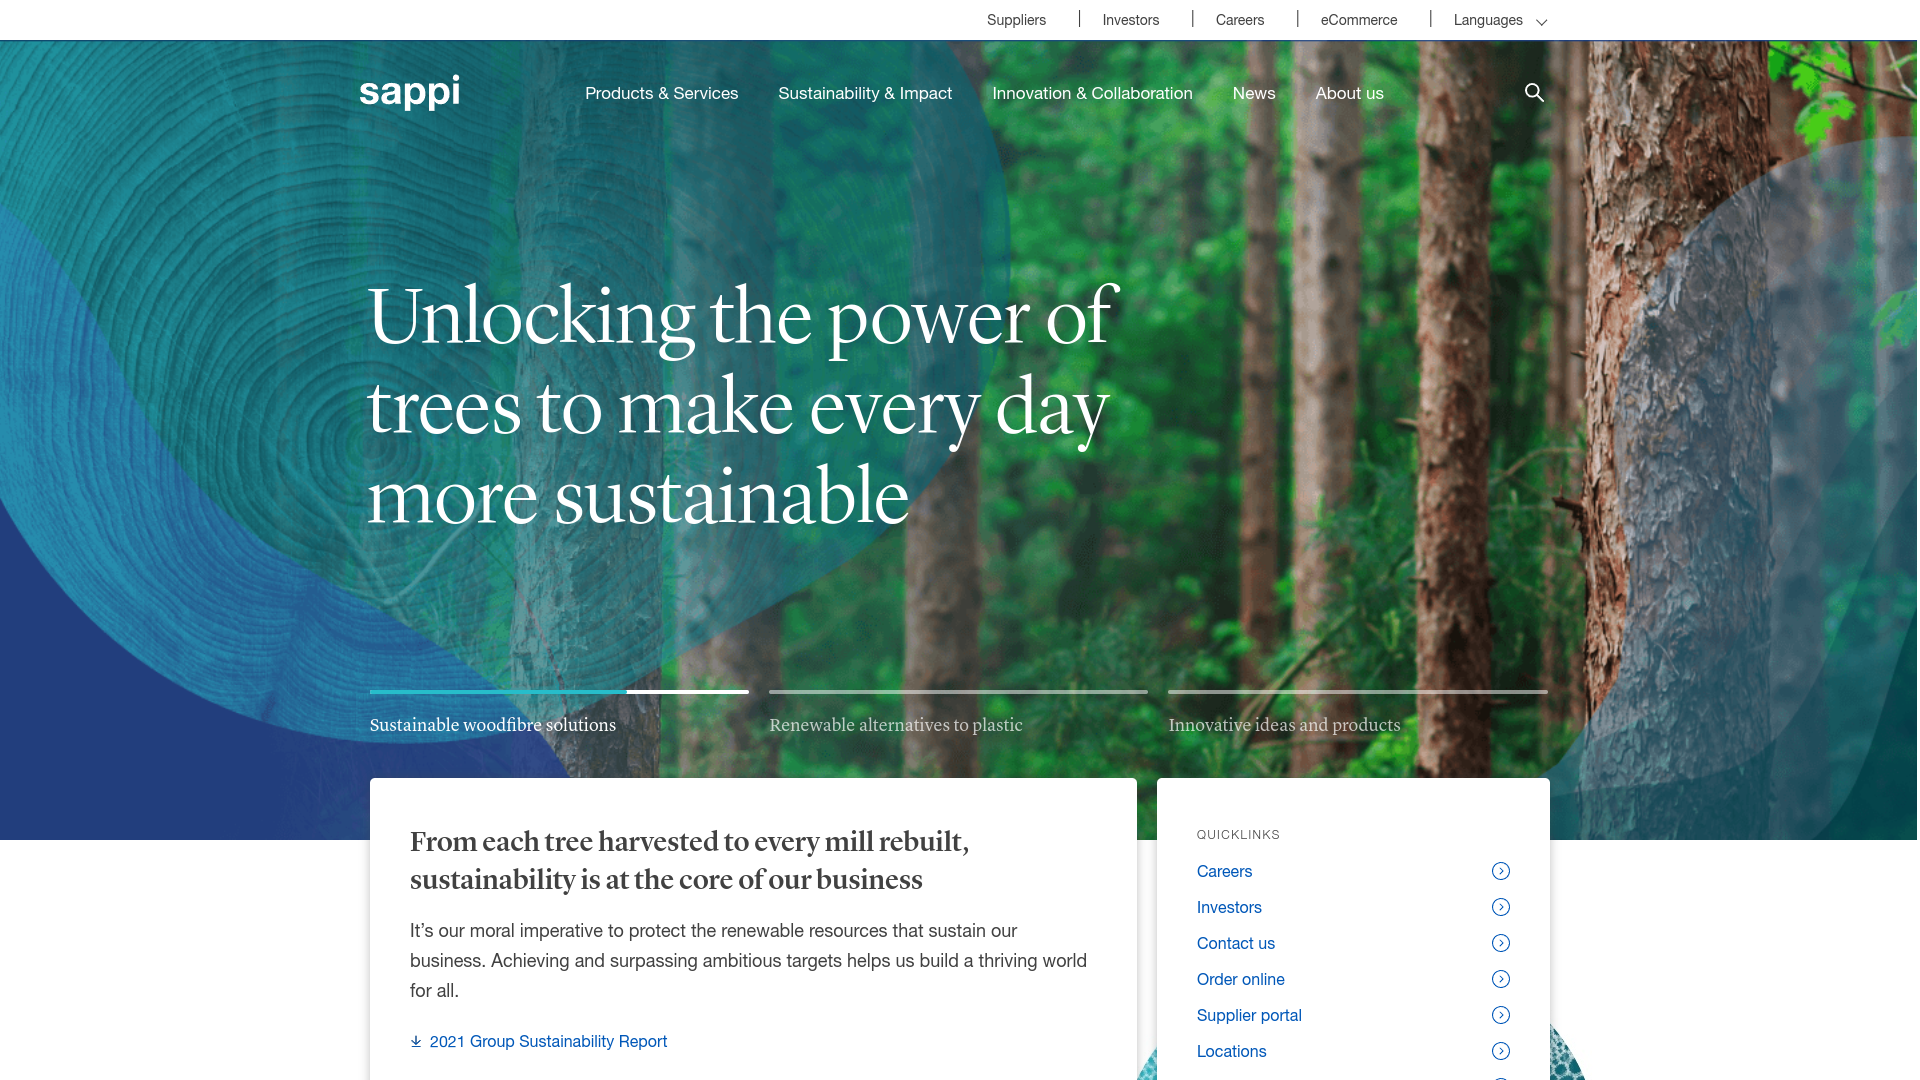 Suppliers
Investors
Careers
eCommerce
Languages
sappi
Products & Services
Sustainability & Impact
Innovation & Collaboration
News
About us
Unlocking the power of
trees to make every day
more sustainable
Sustainable woodfibre solutions
Renewable alternatives to plastic
Innovative ideas and products
From each tree harvested to every mill rebuilt,
sustainability is at the core of our business
It’s our moral imperative to protect the renewable resources that sustain our
business. Achieving and surpassing ambitious targets helps us build a thriving world
for all.
2021 Group Sustainability Report
QUICKLINKS
Careers
Investors
Contact us
Order online
Supplier portal
Locations